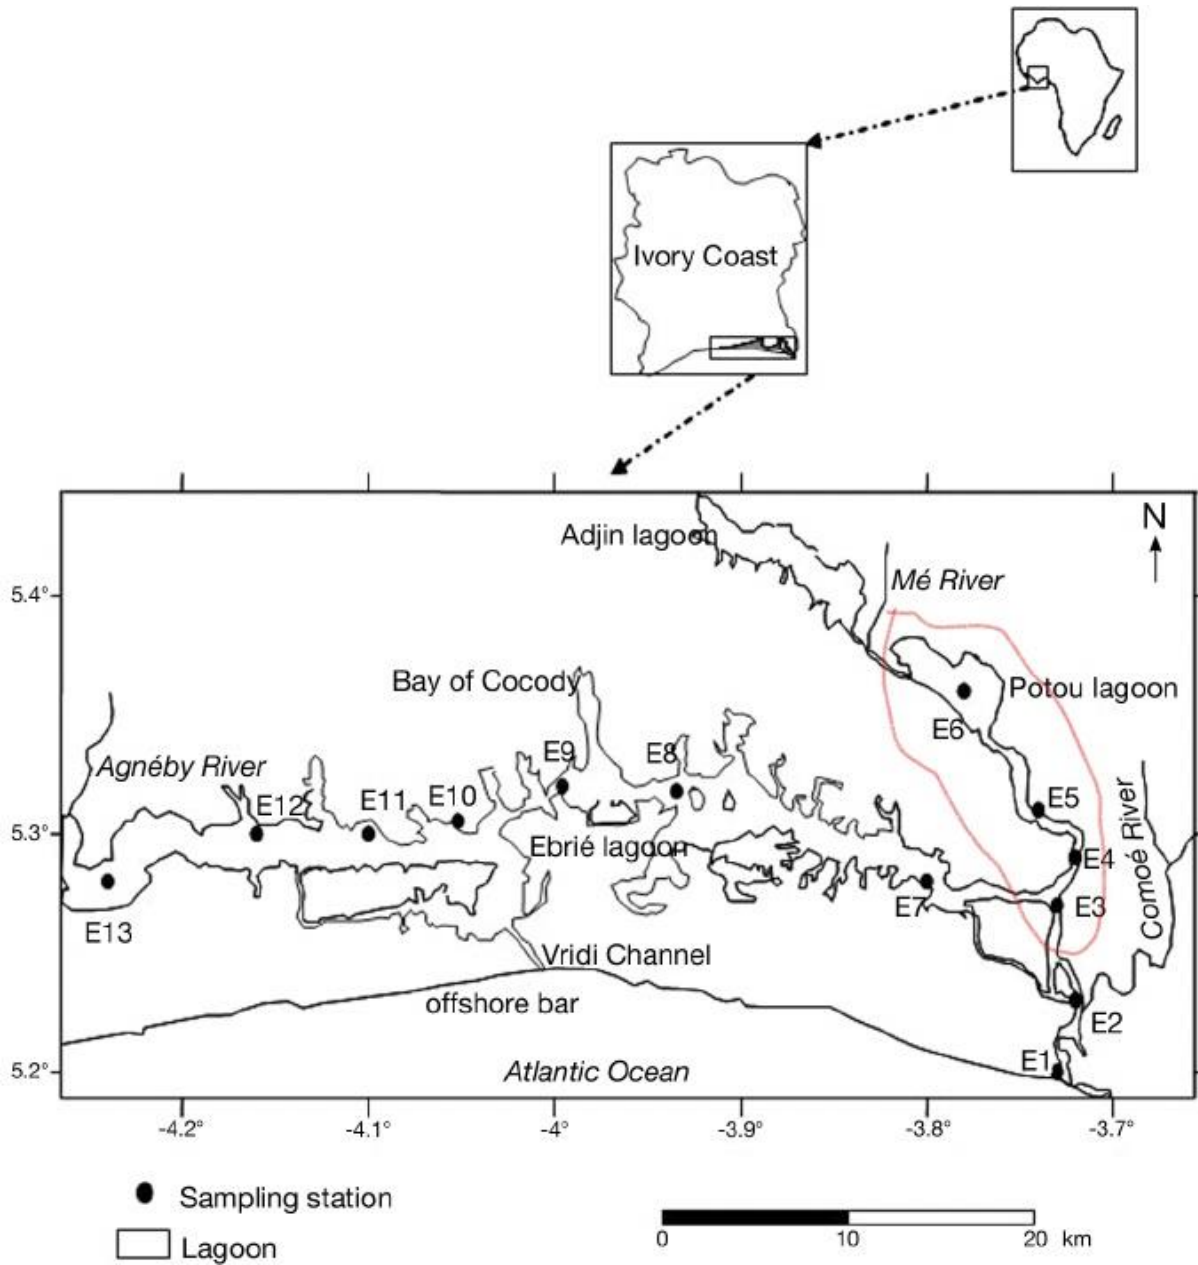 Ivory Coast
N
Adjin lagoon
Mé River
5.4°
Bay of Cocody
Potou lagoon
E6
Agnéby River
E9
E8
E12
E11
E10
E5
5.3°
Ebrié lagoon
E4
Comoé River
E7
E3
E13
Vridi Channel
offshore bar
E2
E1
5.2°
Atlantic Ocean
-4.2°
-4.1°
-4°
-3.9°
-3.8°
-3.7°
Sampling station
Lagoon
0
10
20
km